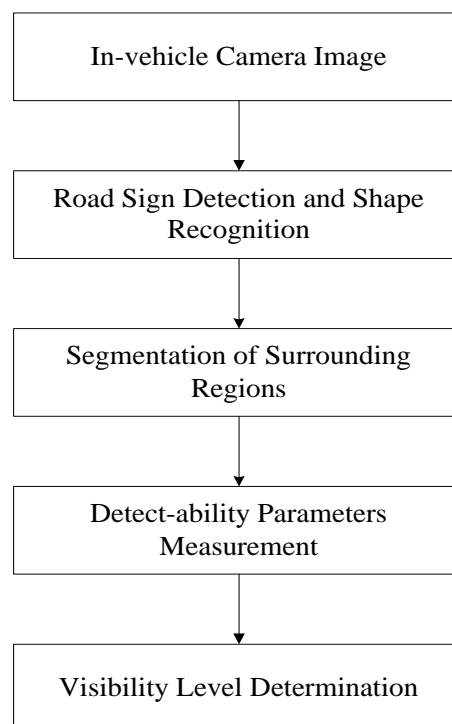 In-vehicle Camera Image
Road Sign Detection and Shape
Recognition
Segmentation of Surrounding
Regions
Detect-ability Parameters
Measurement
Visibility Level Determination